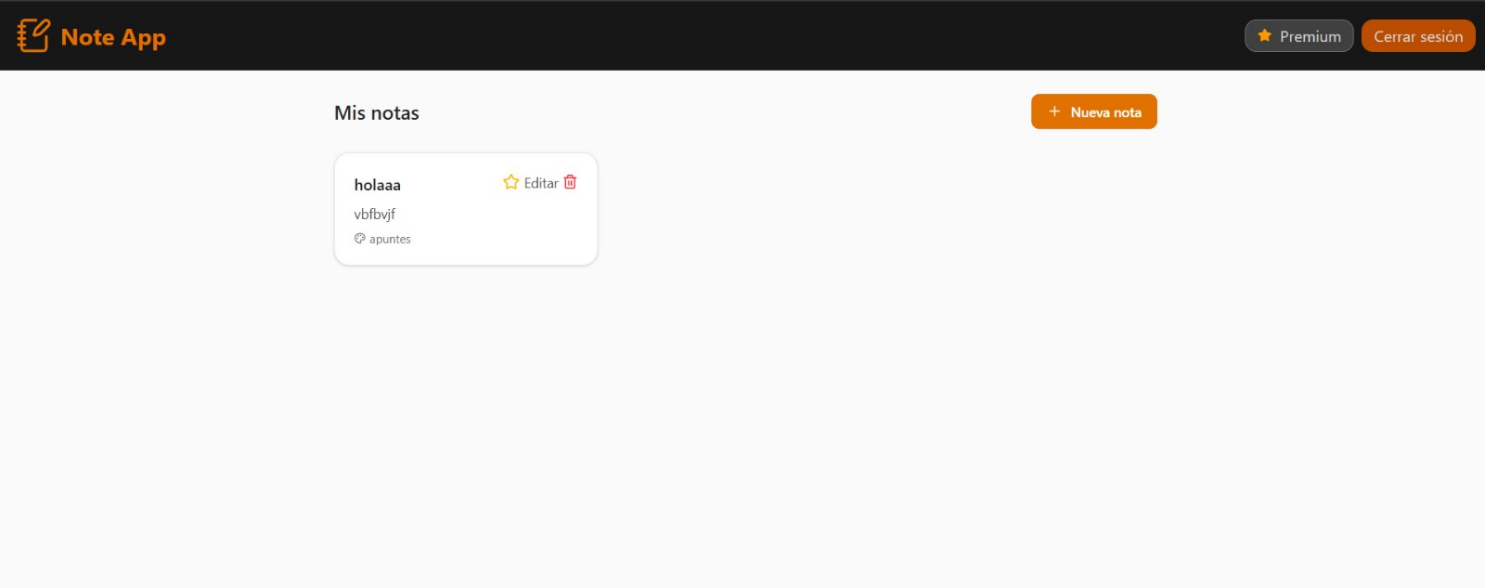 Note App
Premium
Cerrar sesión
Mis notas
+ Nueva nota
holaaa
Editar
vbfbvjf
apuntes